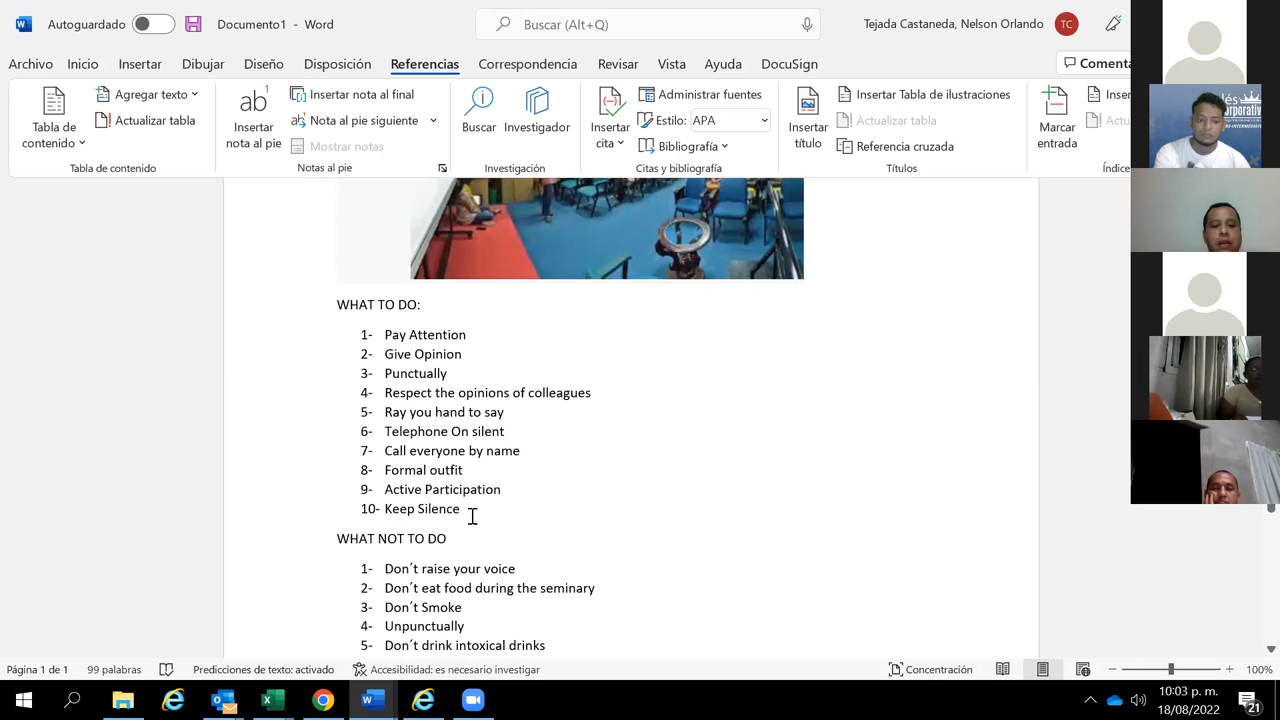 Autoguardado Documento1 - Word Buscar (Alt+Q) Tejada Castaneda, Nelson Orlando TC
Archivo Inicio Insertar Dibujar Diseño Disposición Referencias Correspondencia Revisar Vista Ayuda DocuSign Comenta
Tabla de contenido
Agregar texto
Actualizar tabla
Tabla de contenido
ab
Insertar nota al pie
Insertar nota al final
Nota al pie siguiente
Mostrar notas
Notas al pie
Buscar
Investigador
Investigación
Insertar cita
Administrar fuentes
Estilo: APA
Bibliografía
Citas y bibliografía
Insertar título
Insertar Tabla de ilustraciones
Actualizar tabla
Referencia cruzada
Títulos
Marcar entrada
Inser
Actu
Índice
WHAT TO DO:
1- Pay Attention
2- Give Opinion
3- Punctually
4- Respect the opinions of colleagues
5- Ray you hand to say
6- Telephone On silent
7- Call everyone by name
8- Formal outfit
9- Active Participation
10- Keep Silence
WHAT NOT TO DO
1- Don´t raise your voice
2- Don´t eat food during the seminary
3- Don´t Smoke
4- Unpunctually
5- Don´t drink intoxical drinks
Página 1 de 1 99 palabras Predicciones de texto: activado Accesibilidad: es necesario investigar Concentración 100%
10:03 p. m.
18/08/2022
21